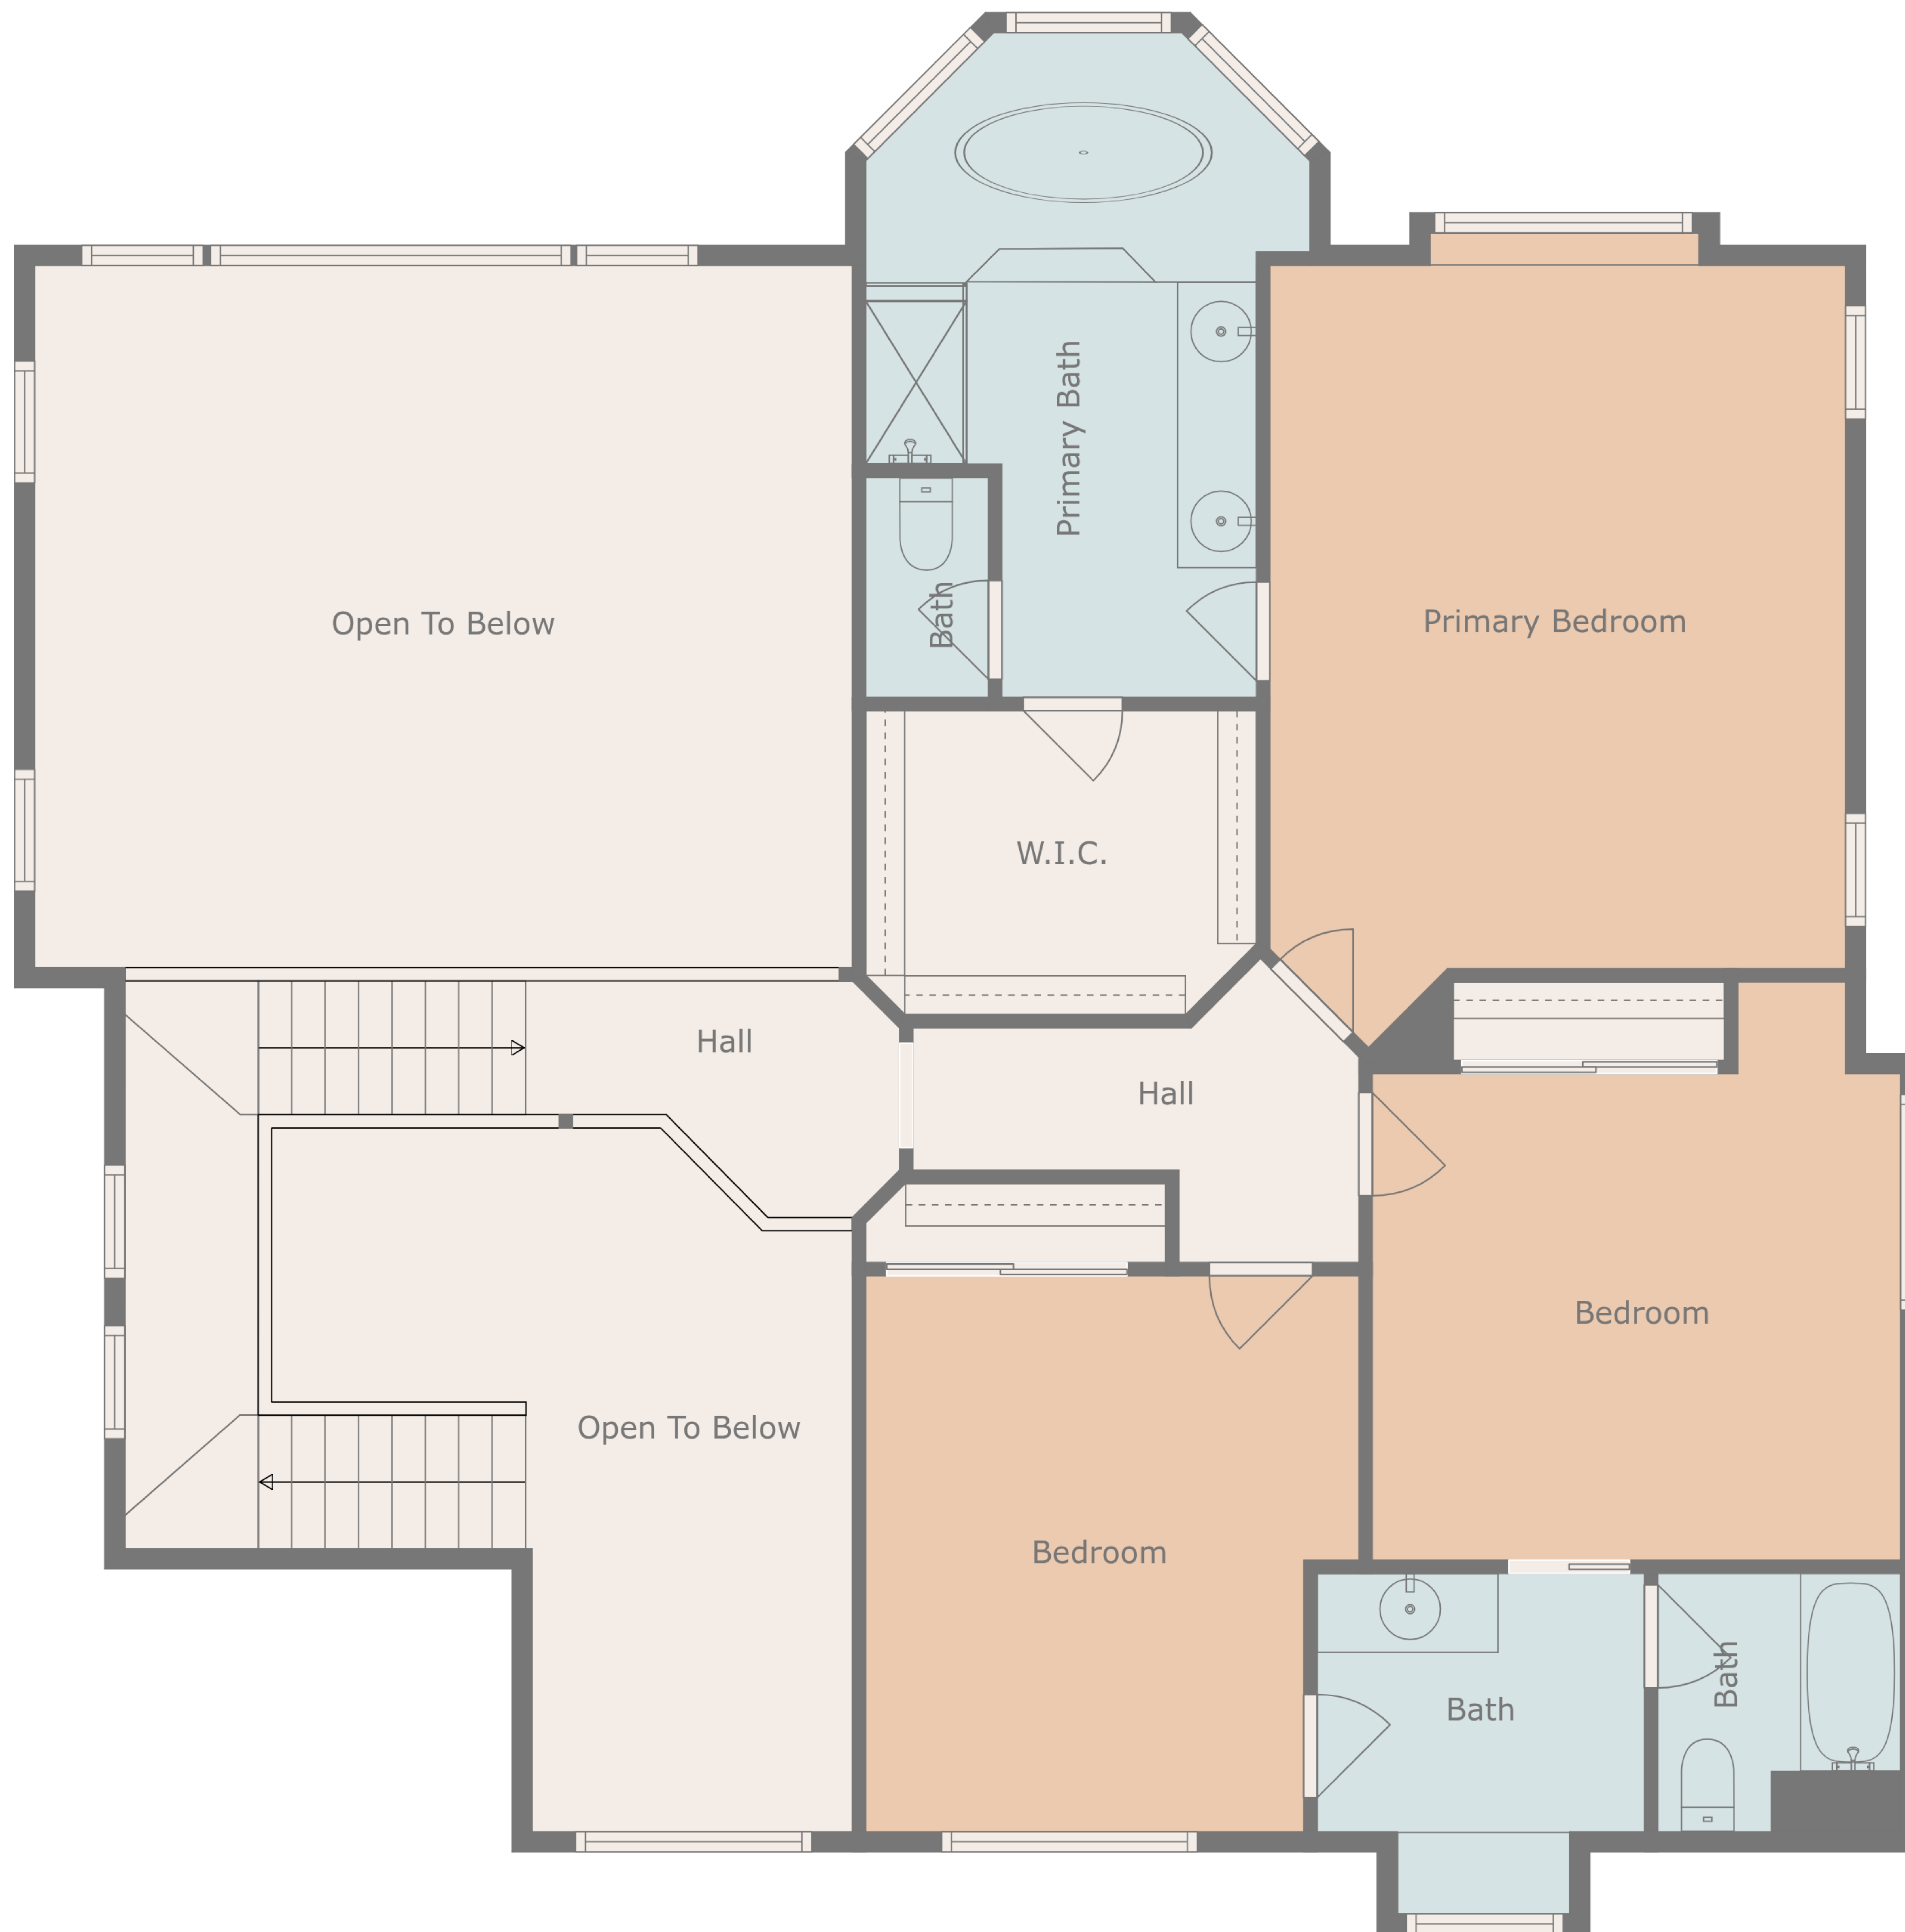 Primary Bath
Open To Below
Bath
Primary Bedroom
W.I.C.
Hall
Hall
Bedroom
Open To Below
Bedroom
Bath
Bath